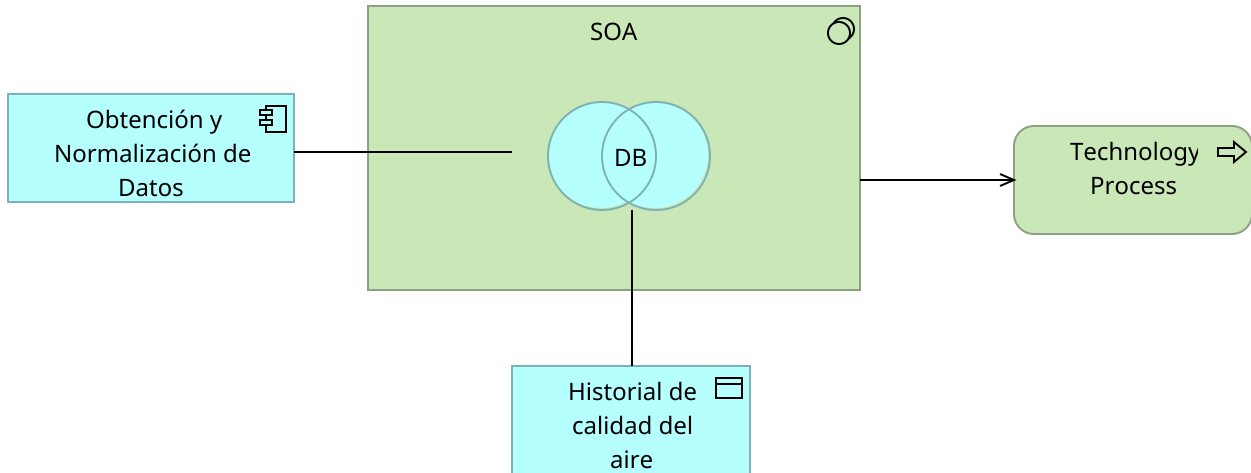 SOA
Obtención y
Normalización de
Datos
DB
Technology
Process
Historial de
calidad del
aire